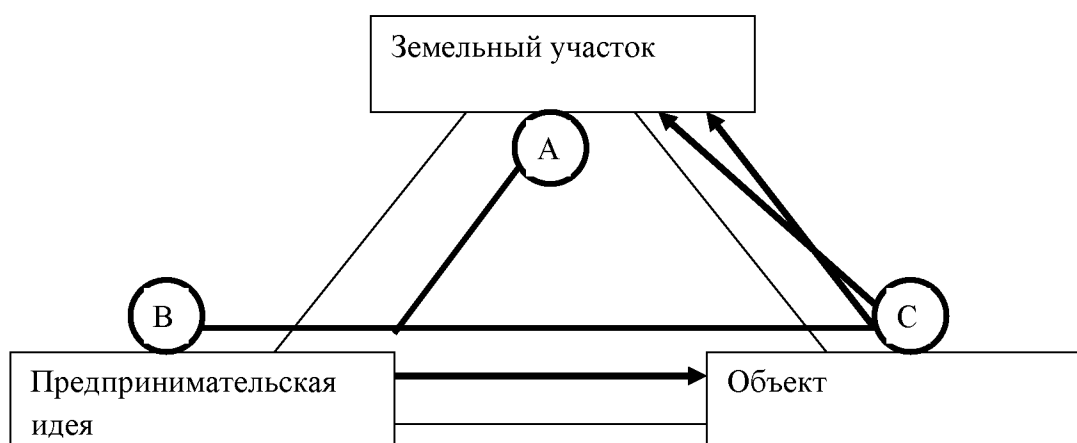 Земельный участок
А
В
С
Предпринимательская
идея
Объект